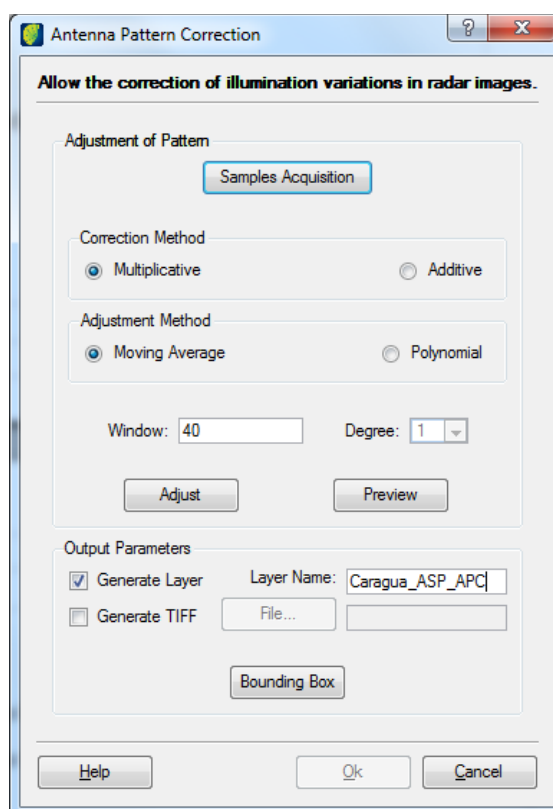 Antenna Pattern Correction
Allow the correction of illumination variations in radar images.
Adjustment of Pattern
Samples Acquisition
Correction Method
Multiplicative Additive
Adjustment Method
Moving Average Polynomial
Window: 40 Degree: 1
Adjust Preview
Output Parameters
Generate Layer Layer Name: Caragua_ASP_APC
Generate TIFF File...
Bounding Box
Help Ok Cancel